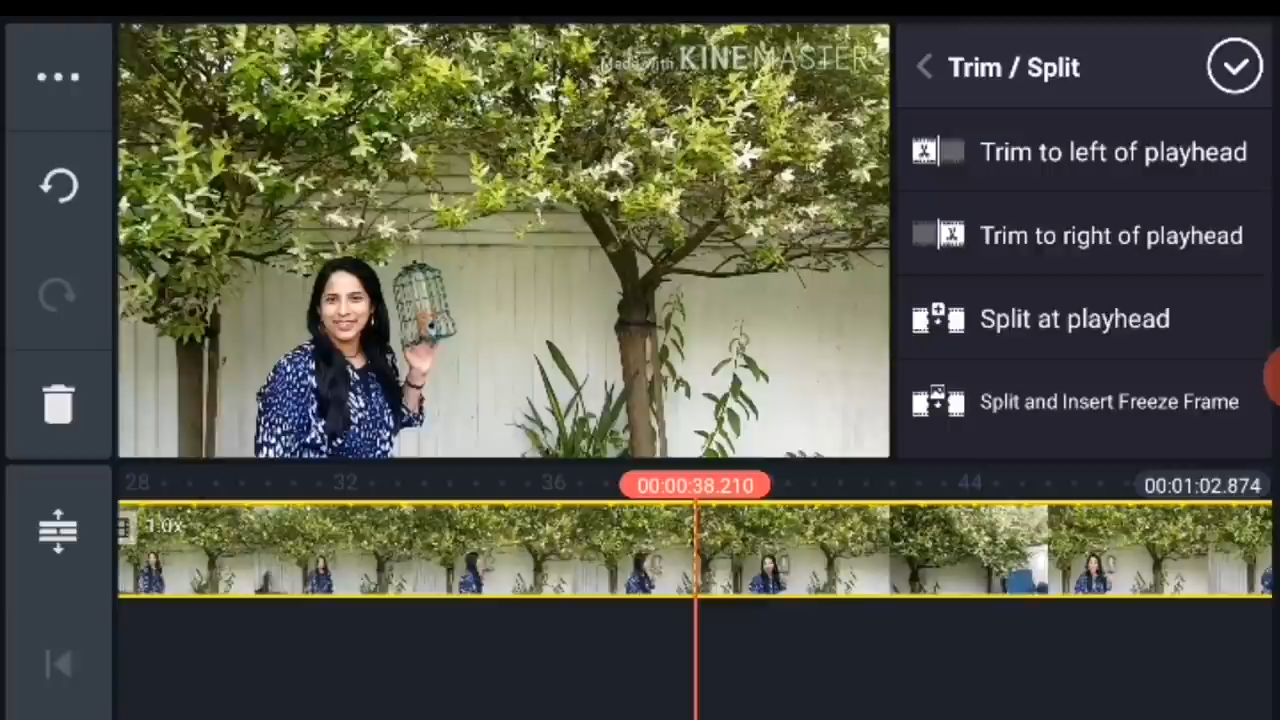 Made with KINEMASTER
Trim / Split
Trim to left of playhead
Trim to right of playhead
Split at playhead
Split and Insert Freeze Frame
28 32 36 00:00:38.210 44 00:01:02.874
1.0x